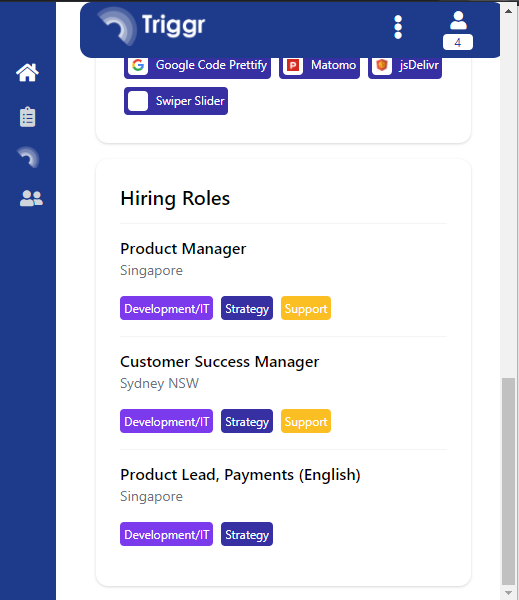 Triggr
4
Google Code Prettify
Matomo
jsDelivr
Swiper Slider
Hiring Roles
Product Manager
Singapore
Development/IT Strategy Support
Customer Success Manager
Sydney NSW
Development/IT Strategy Support
Product Lead, Payments (English)
Singapore
Development/IT Strategy